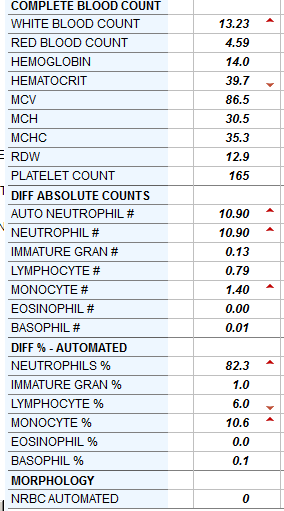 COMPLETE BLOOD COUNT
WHITE BLOOD COUNT 13.23
RED BLOOD COUNT 4.59
HEMOGLOBIN 14.0
HEMATOCRIT 39.7
MCV 86.5
MCH 30.5
MCHC 35.3
RDW 12.9
PLATELET COUNT 165
DIFF ABSOLUTE COUNTS
AUTO NEUTROPHIL # 10.90
NEUTROPHIL # 10.90
IMMATURE GRAN # 0.13
LYMPHOCYTE # 0.79
MONOCYTE # 1.40
EOSINOPHIL # 0.00
BASOPHIL # 0.01
DIFF % - AUTOMATED
NEUTROPHILS % 82.3
IMMATURE GRAN % 1.0
LYMPHOCYTE % 6.0
MONOCYTE % 10.6
EOSINOPHIL % 0.0
BASOPHIL % 0.1
MORPHOLOGY
NRBC AUTOMATED 0